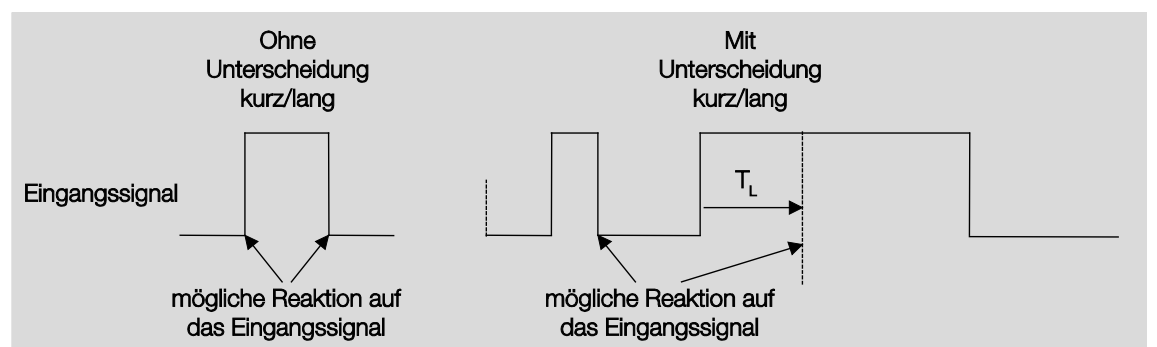 Ohne
Unterscheidung
kurz/lang
Mit
Unterscheidung
kurz/lang
Eingangssignal
TL
mögliche Reaktion auf
das Eingangssignal
mögliche Reaktion auf
das Eingangssignal